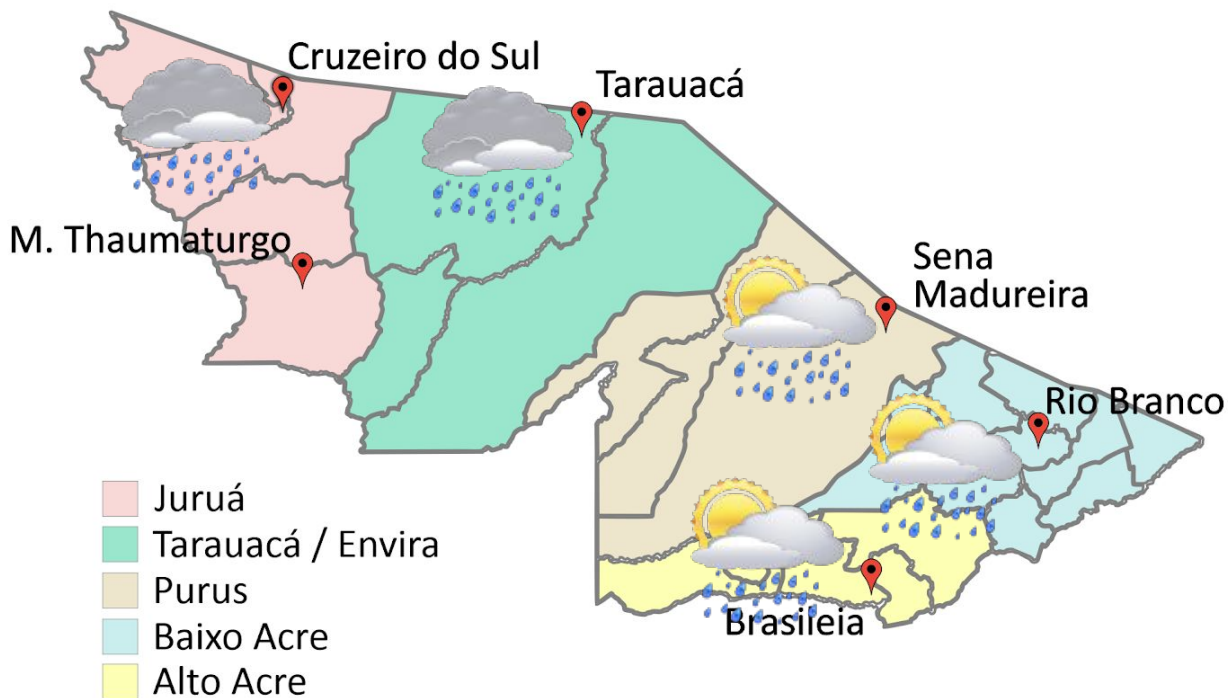 Cruzeiro do Sul
Tarauacá
M. Thaumaturgo
Sena
Madureira
Rio Branco
Brasileia
Juruá
Tarauacá / Envira
Purus
Baixo Acre
Alto Acre